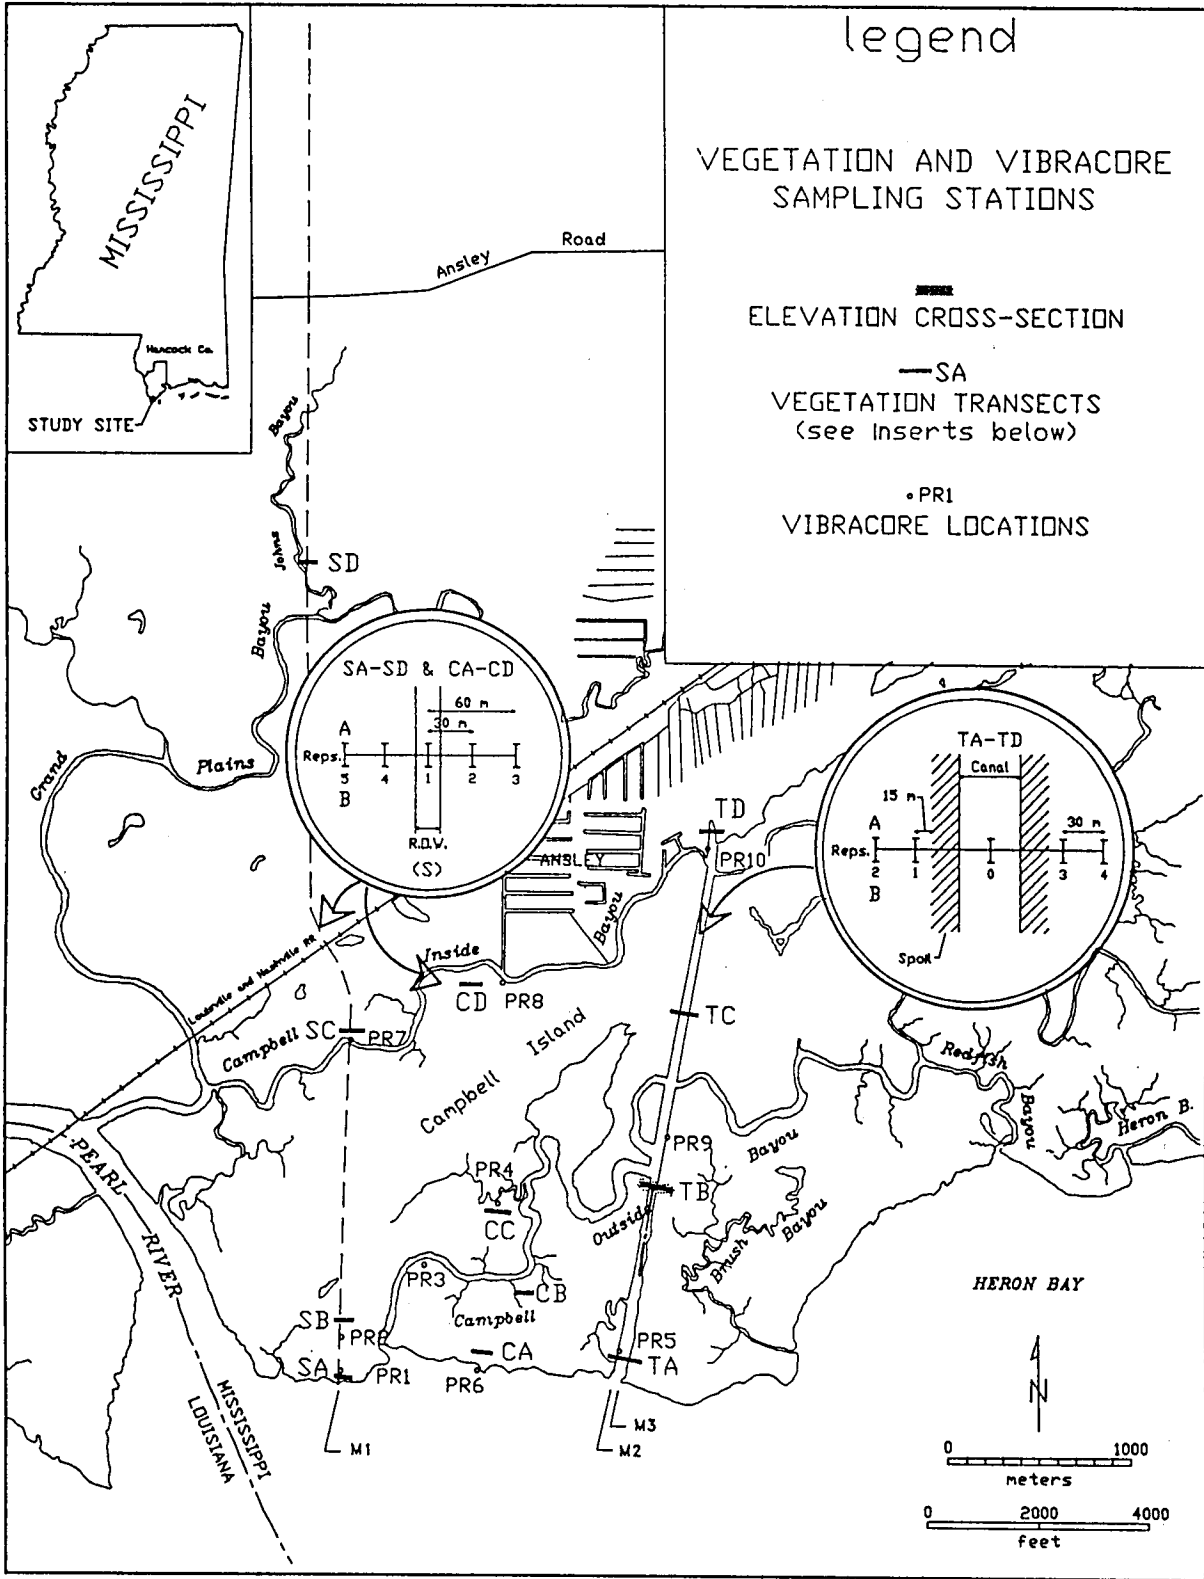 legend
VEGETATION AND VIBRACORE
SAMPLING STATIONS
ELEVATION CROSS-SECTION
SA
VEGETATION TRANSECTS
(see Inserts below)
PR1
VIBRACORE LOCATIONS
MISSISSIPPI
Hancock Co.
STUDY SITE
Ansley
Road
Bayou
Johns
SD
Bayou
Plains
Grand
SA-SD & CA-CD
60 m
30 m
A
Reps.
5 4 1 2 3
B
R.O.W.
(S)
TA-TD
Canal
15 m
30 m
A
Reps.
2 1 0 3 4
B
Spoil
TD
PR10
ANSLEY
Bayou
Inside
CD
PR8
Louisville and Nashville RR
SC
PR7
Campbell
TC
Island
Campbell
Redfish
Bayou
Heron B.
PEARL
RIVER
PR9
Bayou
PR4
TB
CC
Outside
Brush
Bayou
PR3
CB
Campbell
HERON BAY
SB
PR2
PR5
CA
TA
SA
PR1
PR6
MISSISSIPPI
LOUISIANA
M1
M3
M2
N
0 1000
meters
0 2000 4000
feet